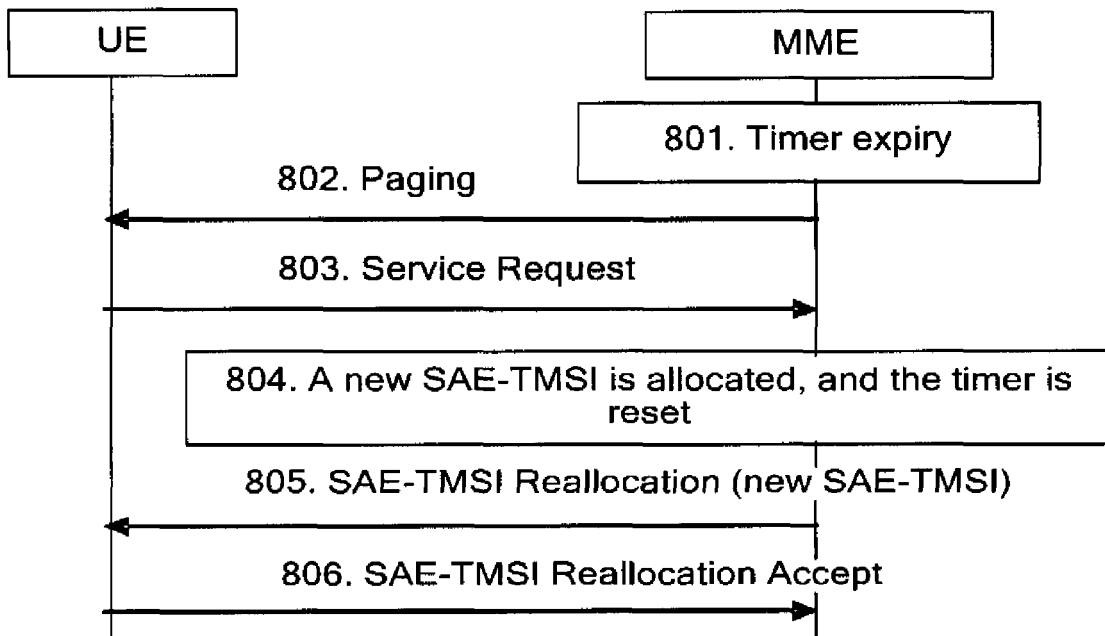 UE
MME
801. Timer expiry
802. Paging
803. Service Request
804. A new SAE-TMSI is allocated, and the timer is
reset
805. SAE-TMSI Reallocation (new SAE-TMSI)
806. SAE-TMSI Reallocation Accept